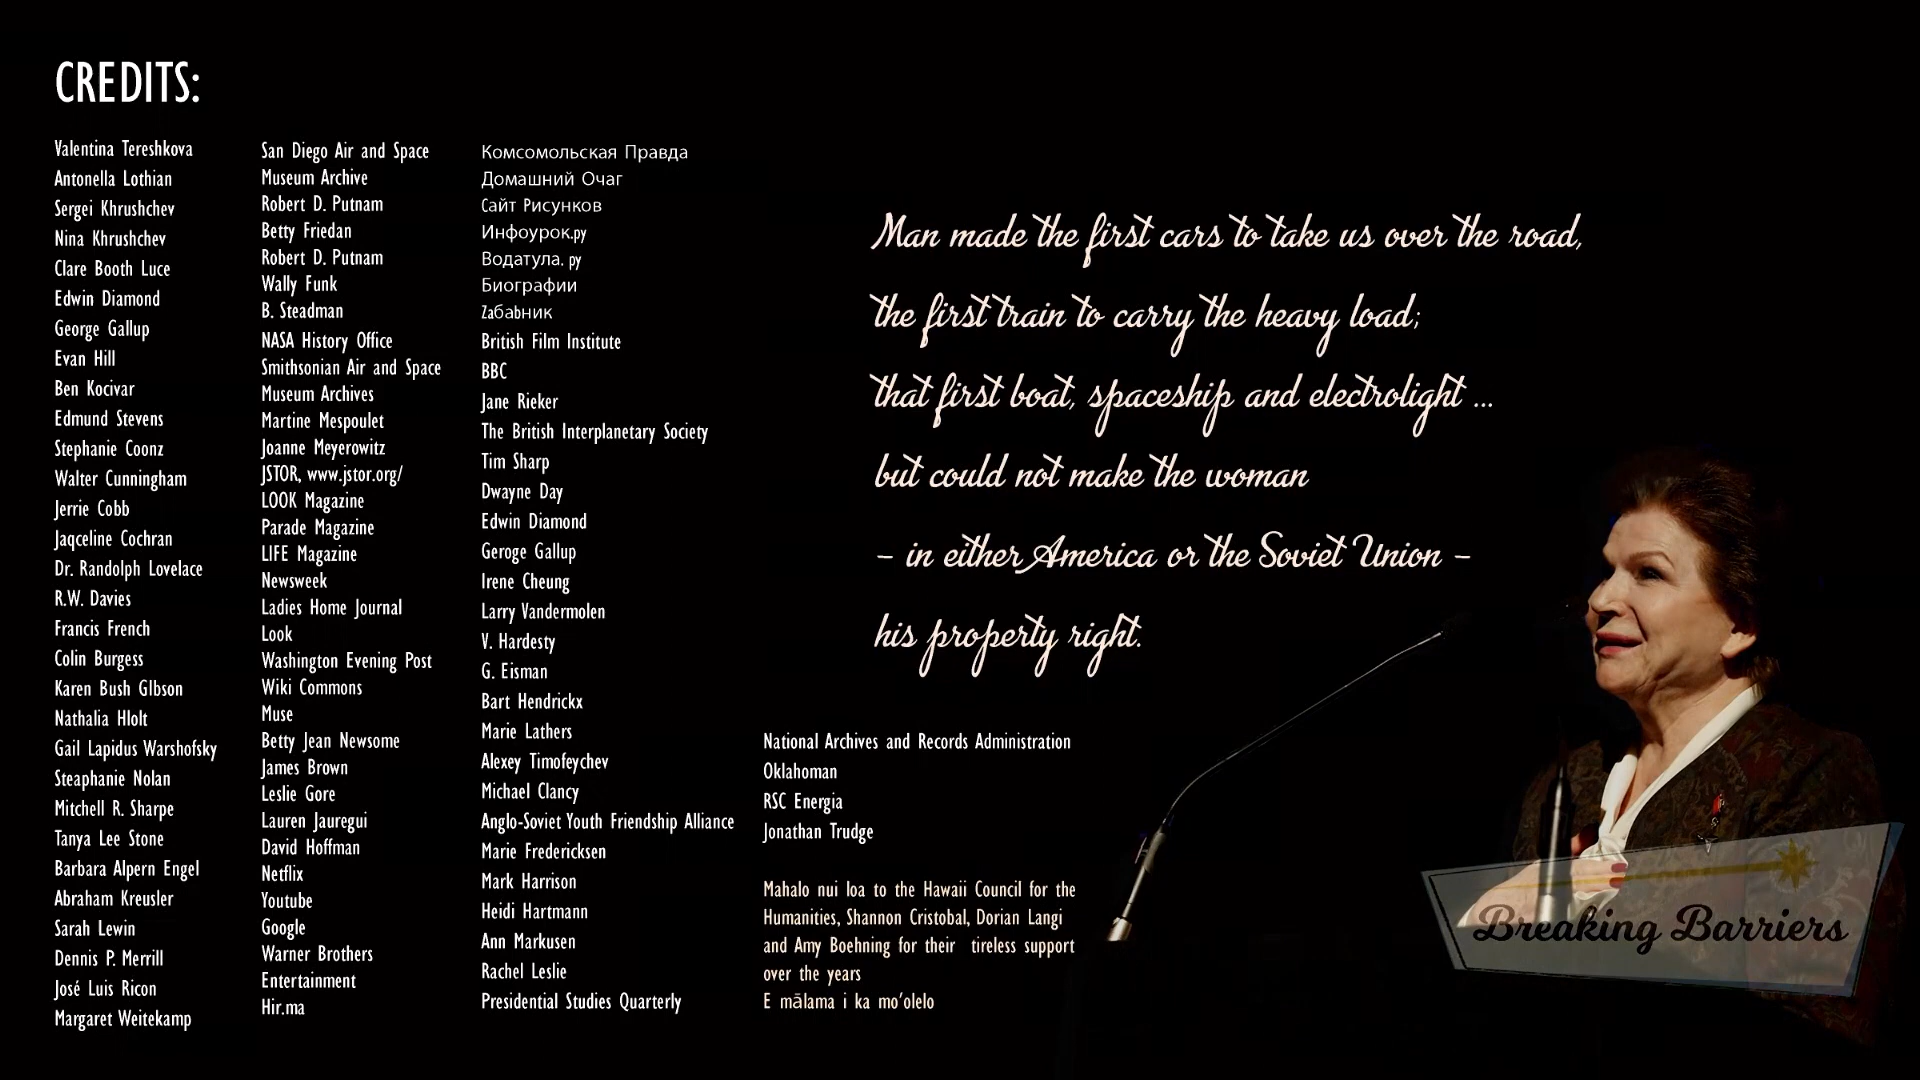 CREDITS:
Valentina Tereshkova
Antonella Lothian
Sergei Khrushchev
Nina Khrushchev
Clare Booth Luce
Edwin Diamond
George Gallup
Evan Hill
Ben Kocivar
Edmund Stevens
Stephanie Coonz
Walter Cunningham
Jerrie Cobb
Jaqceline Cochran
Dr. Randolph Lovelace
R.W. Davies
Francis French
Colin Burgess
Karen Bush GIbson
Nathalia Hlolt
Gail Lapidus Warshofsky
Steaphanie Nolan
Mitchell R. Sharpe
Tanya Lee Stone
Barbara Alpern Engel
Abraham Kreusler
Sarah Lewin
Dennis P. Merrill
José Luis Ricon
Margaret Weitekamp
San Diego Air and Space
Museum Archive
Robert D. Putnam
Betty Friedan
Robert D. Putnam
Wally Funk
B. Steadman
NASA History Office
Smithsonian Air and Space
Museum Archives
Martine Mespoulet
Joanne Meyerowitz
JSTOR, www.jstor.org/
LOOK Magazine
Parade Magazine
LIFE Magazine
Newsweek
Ladies Home Journal
Look
Washington Evening Post
Wiki Commons
Muse
Betty Jean Newsome
James Brown
Leslie Gore
Lauren Jauregui
David Hoffman
Netflix
Youtube
Google
Warner Brothers
Entertainment
Hir.ma
Комсомольская Правда
Домашний Очаг
Сайт Рисунков
Инфоурок.ру
Водатула. ру
Биографии
Zабаbник
British Film Institute
BBC
Jane Rieker
The British Interplanetary Society
Tim Sharp
Dwayne Day
Edwin Diamond
Geroge Gallup
Irene Cheung
Larry Vandermolen
V. Hardesty
G. Eisman
Bart Hendrickx
Marie Lathers
Alexey Timofeychev
Michael Clancy
Anglo-Soviet Youth Friendship Alliance
Marie Fredericksen
Mark Harrison
Heidi Hartmann
Ann Markusen
Rachel Leslie
Presidential Studies Quarterly
National Archives and Records Administration
Oklahoman
RSC Energia
Jonathan Trudge
Mahalo nui loa to the Hawaii Council for the
Humanities, Shannon Cristobal, Dorian Langi
and Amy Boehning for their tireless support
over the years
E mālama i ka mo'olelo
Man made the first cars to take us over the road,
the first train to carry the heavy load;
that first boat, spaceship and electrolight ...
but could not make the woman
– in either America or the Soviet Union –
his property right.
Breaking Barriers